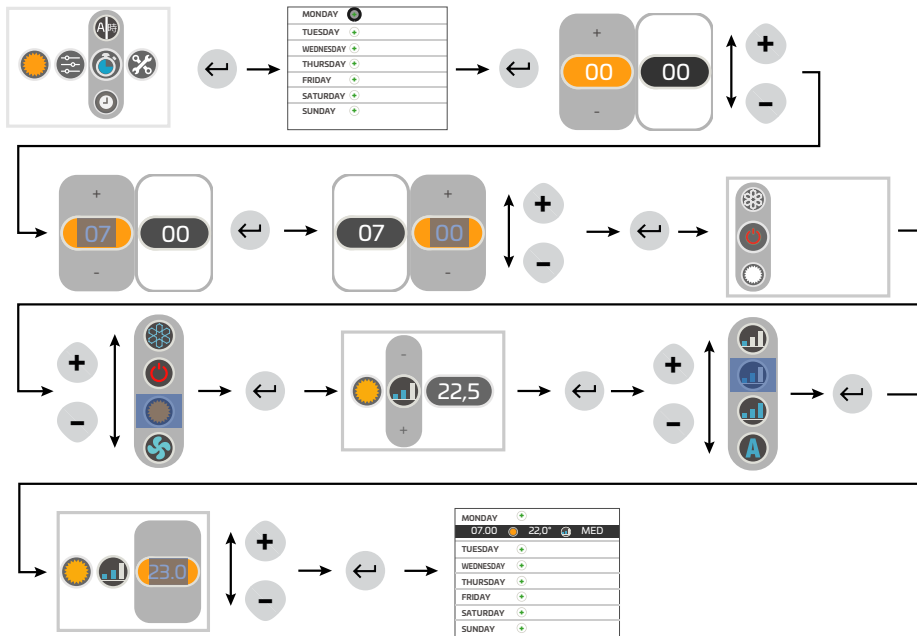 A 時
MONDAY
TUESDAY +
WEDNESDAY +
THURSDAY +
FRIDAY +
SATURDAY +
SUNDAY +
+
00 00
-
+
-
+
07 00
-
+
07 00
-
+
-
+
-
-
22,5
+
+
-
A
23.0
+
-
MONDAY +
07.00 22,0° MED
TUESDAY +
WEDNESDAY +
THURSDAY +
FRIDAY +
SATURDAY +
SUNDAY +